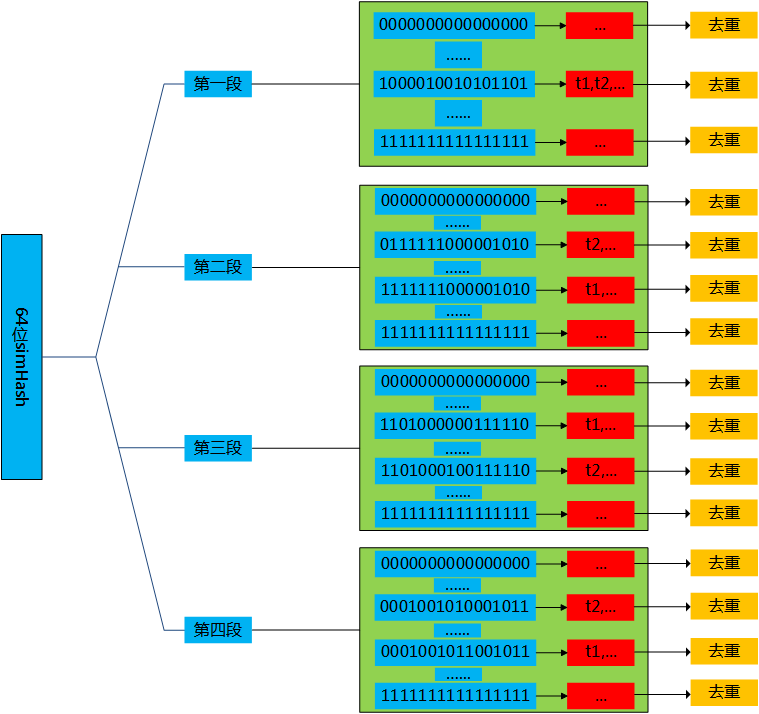 64位simHash
第一段
0000000000000000 ... 去重
......
1000010010101101 t1,t2,... 去重
......
1111111111111111 ... 去重
第二段
0000000000000000 ... 去重
......
0111111000001010 t2,... 去重
......
1111111000001010 t1,... 去重
......
1111111111111111 ... 去重
第三段
0000000000000000 ... 去重
......
1101000000111110 t1,... 去重
......
1101000100111110 t2,... 去重
......
1111111111111111 ... 去重
第四段
0000000000000000 ... 去重
......
0001001010001011 t2,... 去重
......
0001001011001011 t1,... 去重
......
1111111111111111 ... 去重